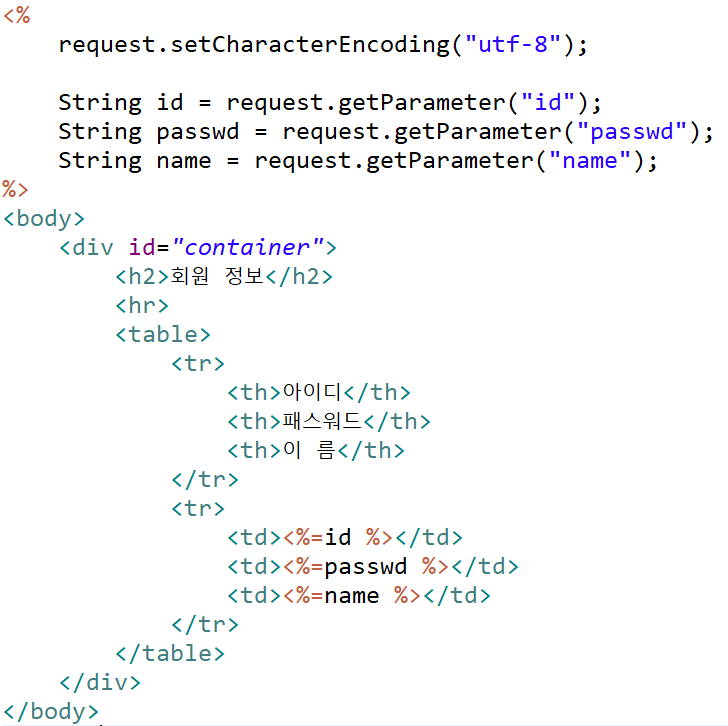 <%
    request.setCharacterEncoding("utf-8");

    String id = request.getParameter("id");
    String passwd = request.getParameter("passwd");
    String name = request.getParameter("name");
%>
<body>
    <div id="container">
        <h2>회원 정보</h2>
        <hr>
        <table>
            <tr>
                <th>아이디</th>
                <th>패스워드</th>
                <th>이 름</th>
            </tr>
            <tr>
                <td><%=id %></td>
                <td><%=passwd %></td>
                <td><%=name %></td>
            </tr>
        </table>
    </div>
</body>